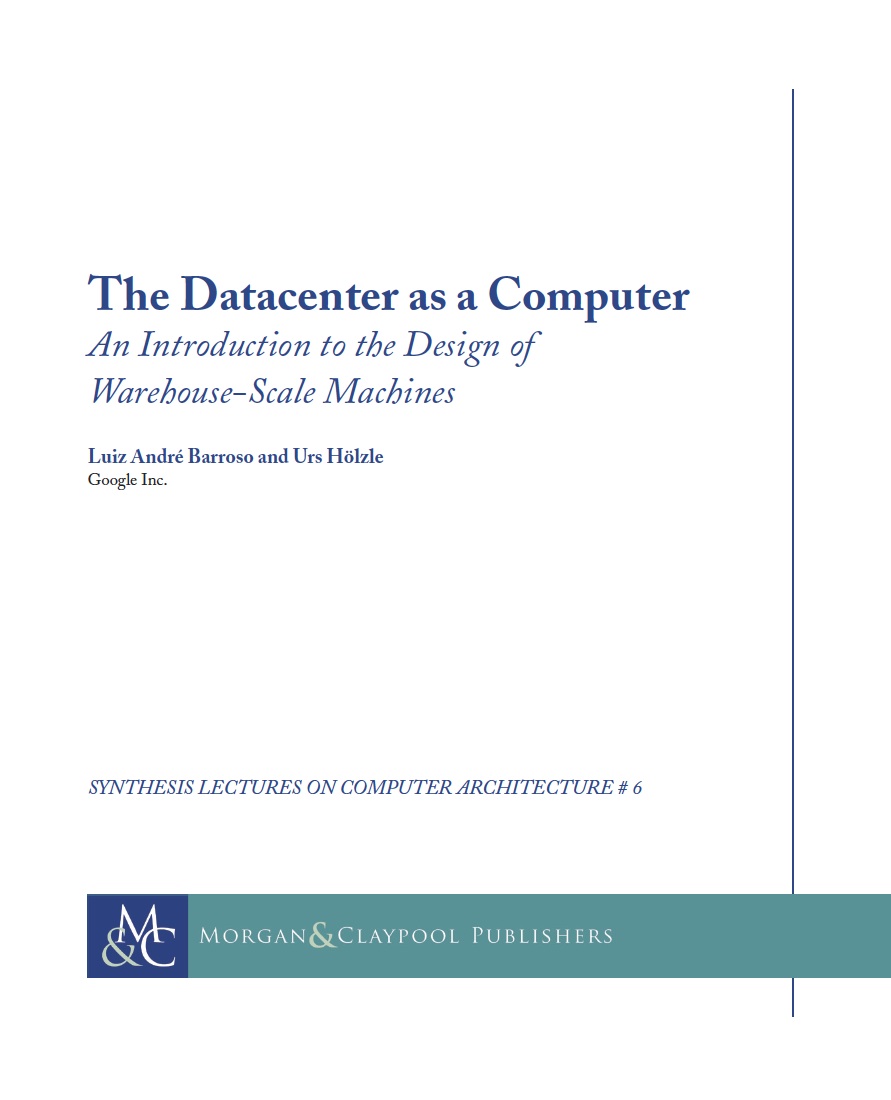 The Datacenter as a Computer
An Introduction to the Design of
Warehouse-Scale Machines
Luiz André Barroso and Urs Hölzle
Google Inc.
SYNTHESIS LECTURES ON COMPUTER ARCHITECTURE # 6
M&C MORGAN&CLAYPOOL PUBLISHERS